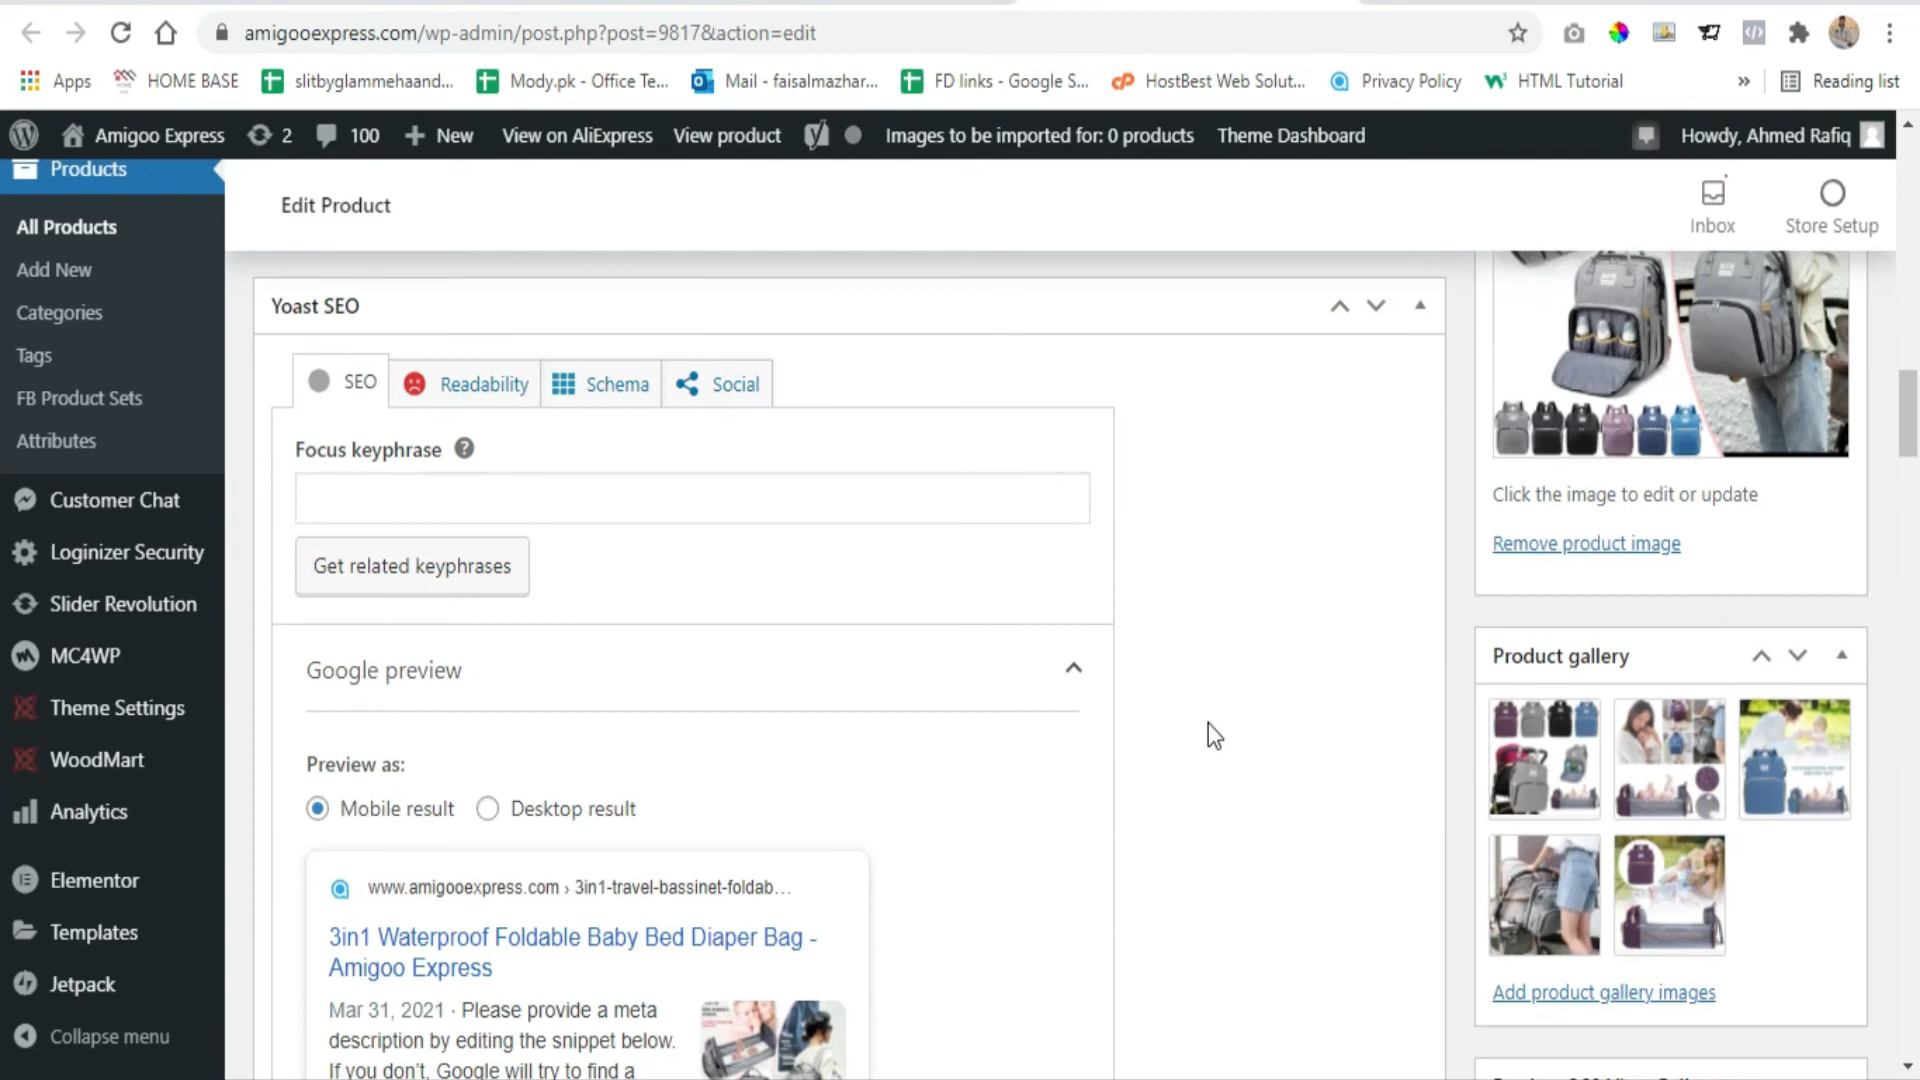 amigooexpress.com/wp-admin/post.php?post=9817&action=edit
Apps HOME BASE slitbyglammehaand... Mody.pk - Office Te... Mail - faisalmazhar... FD links - Google S... HostBest Web Solut... Privacy Policy HTML Tutorial » Reading list
Amigoo Express 2 100 New View on AliExpress View product Images to be imported for: 0 products Theme Dashboard Howdy, Ahmed Rafiq
Products
All Products
Add New
Categories
Tags
FB Product Sets
Attributes
Customer Chat
Loginizer Security
Slider Revolution
MC4WP
Theme Settings
WoodMart
Analytics
Elementor
Templates
Jetpack
Collapse menu
Edit Product
Inbox
Store Setup
Yoast SEO
SEO Readability Schema Social
Focus keyphrase
Get related keyphrases
Google preview
Preview as:
Mobile result Desktop result
www.amigooexpress.com › 3in1-travel-bassinet-foldab...
3in1 Waterproof Foldable Baby Bed Diaper Bag -
Amigoo Express
Mar 31, 2021 · Please provide a meta
description by editing the snippet below.
If you don't, Google will try to find a
Click the image to edit or update
Remove product image
Product gallery
Add product gallery images